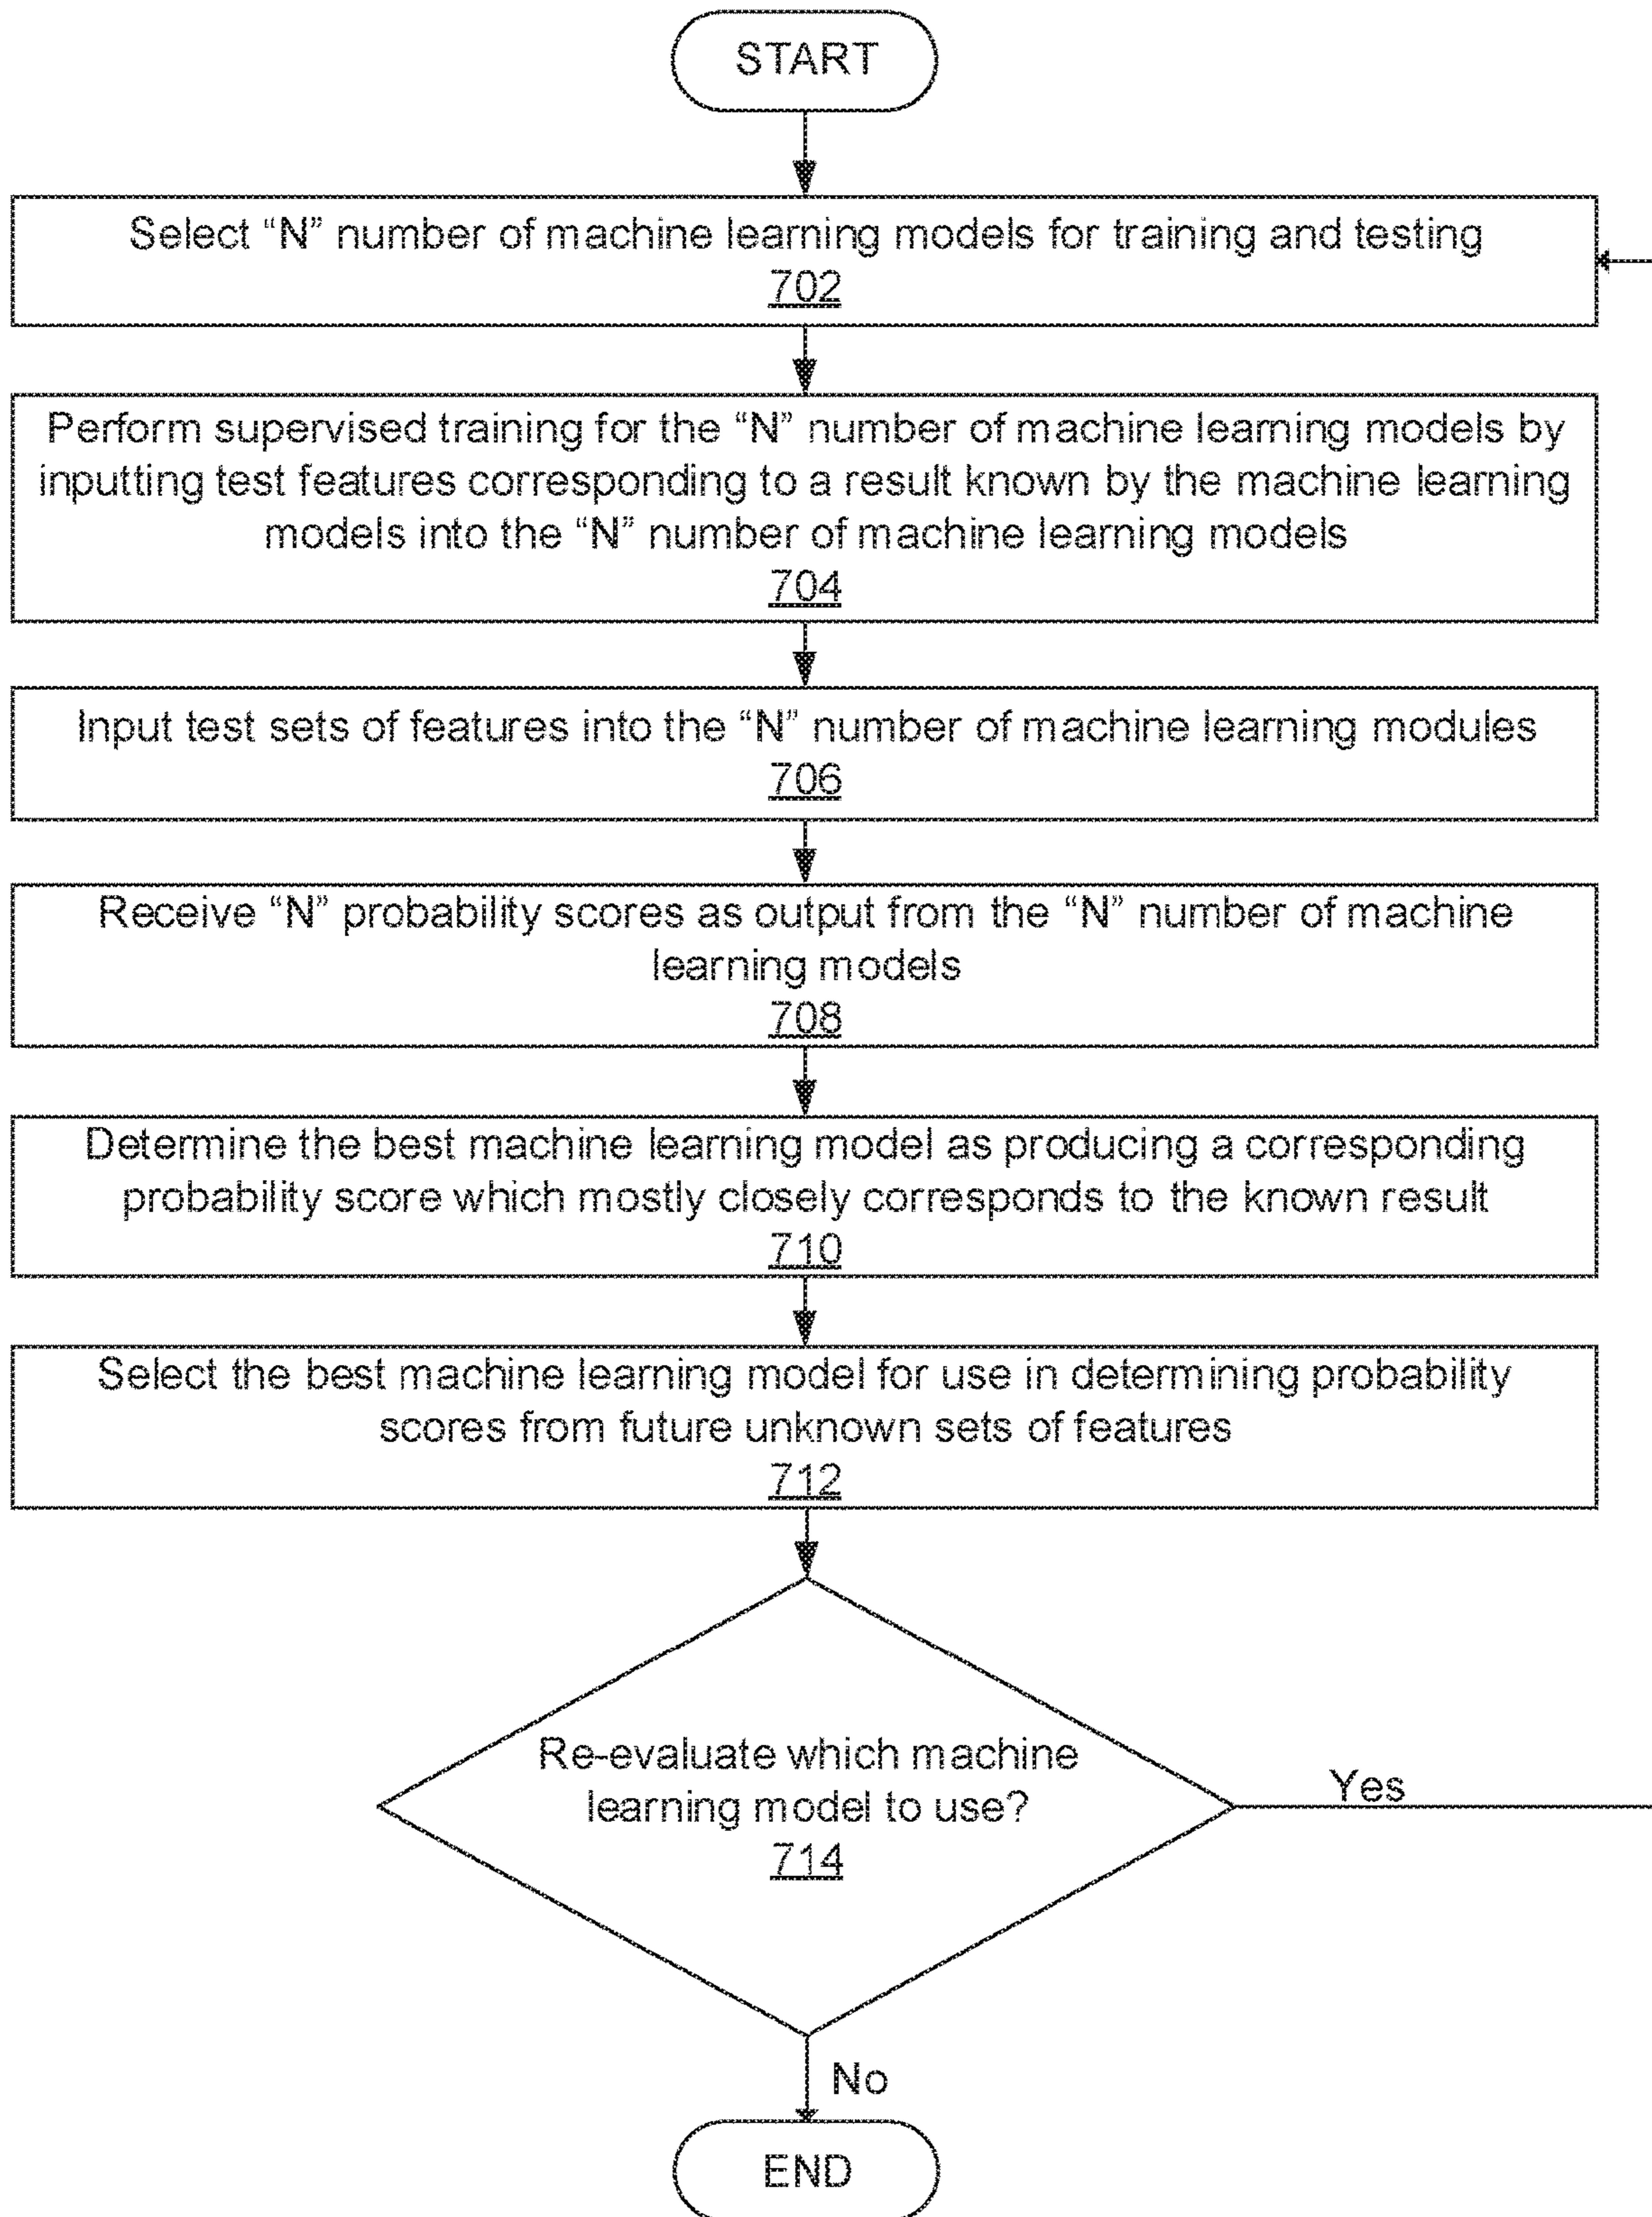 START
Select “N” number of machine learning models for training and testing
702
Perform supervised training for the “N” number of machine learning models by
inputting test features corresponding to a result known by the machine learning
models into the “N” number of machine learning models
704
Input test sets of features into the “N” number of machine learning modules
706
Receive “N” probability scores as output from the “N” number of machine
learning models
708
Determine the best machine learning model as producing a corresponding
probability score which mostly closely corresponds to the known result
710
Select the best machine learning model for use in determining probability
scores from future unknown sets of features
712
Re-evaluate which machine
learning model to use?
714
Yes
No
END